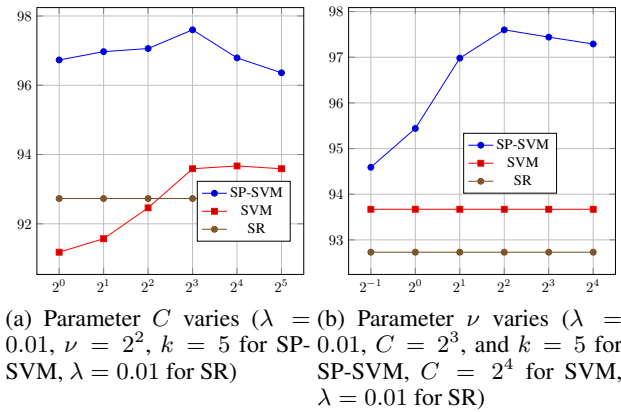 98
96
94
92
2^0 2^1 2^2 2^3 2^4 2^5
SP-SVM
SVM
SR
98
97
96
95
94
93
2^-1 2^0 2^1 2^2 2^3 2^4
SP-SVM
SVM
SR
(a) Parameter C varies (λ =
0.01, ν = 2^2, k = 5 for SP-
SVM, λ = 0.01 for SR)
(b) Parameter ν varies (λ =
0.01, C = 2^3, and k = 5 for
SP-SVM, C = 2^4 for SVM,
λ = 0.01 for SR)